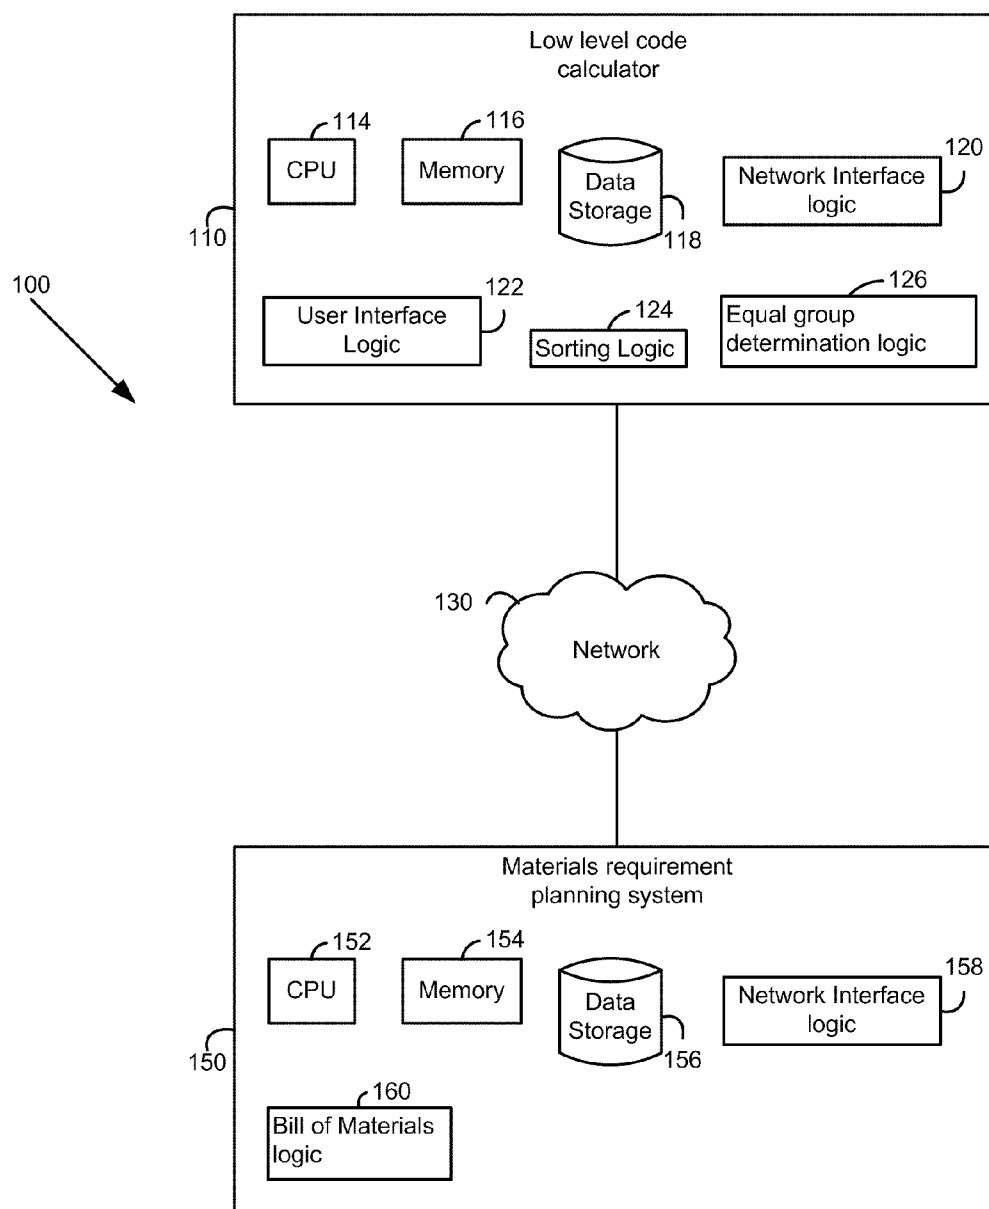 Low level code
calculator
114
116
120
CPU
Memory
Data
Storage
Network Interface
logic
118
110
100
122
124
126
User Interface
Logic
Sorting Logic
Equal group
determination logic
130
Network
Materials requirement
planning system
152
154
158
CPU
Memory
Data
Storage
Network Interface
logic
156
150
160
Bill of Materials
logic